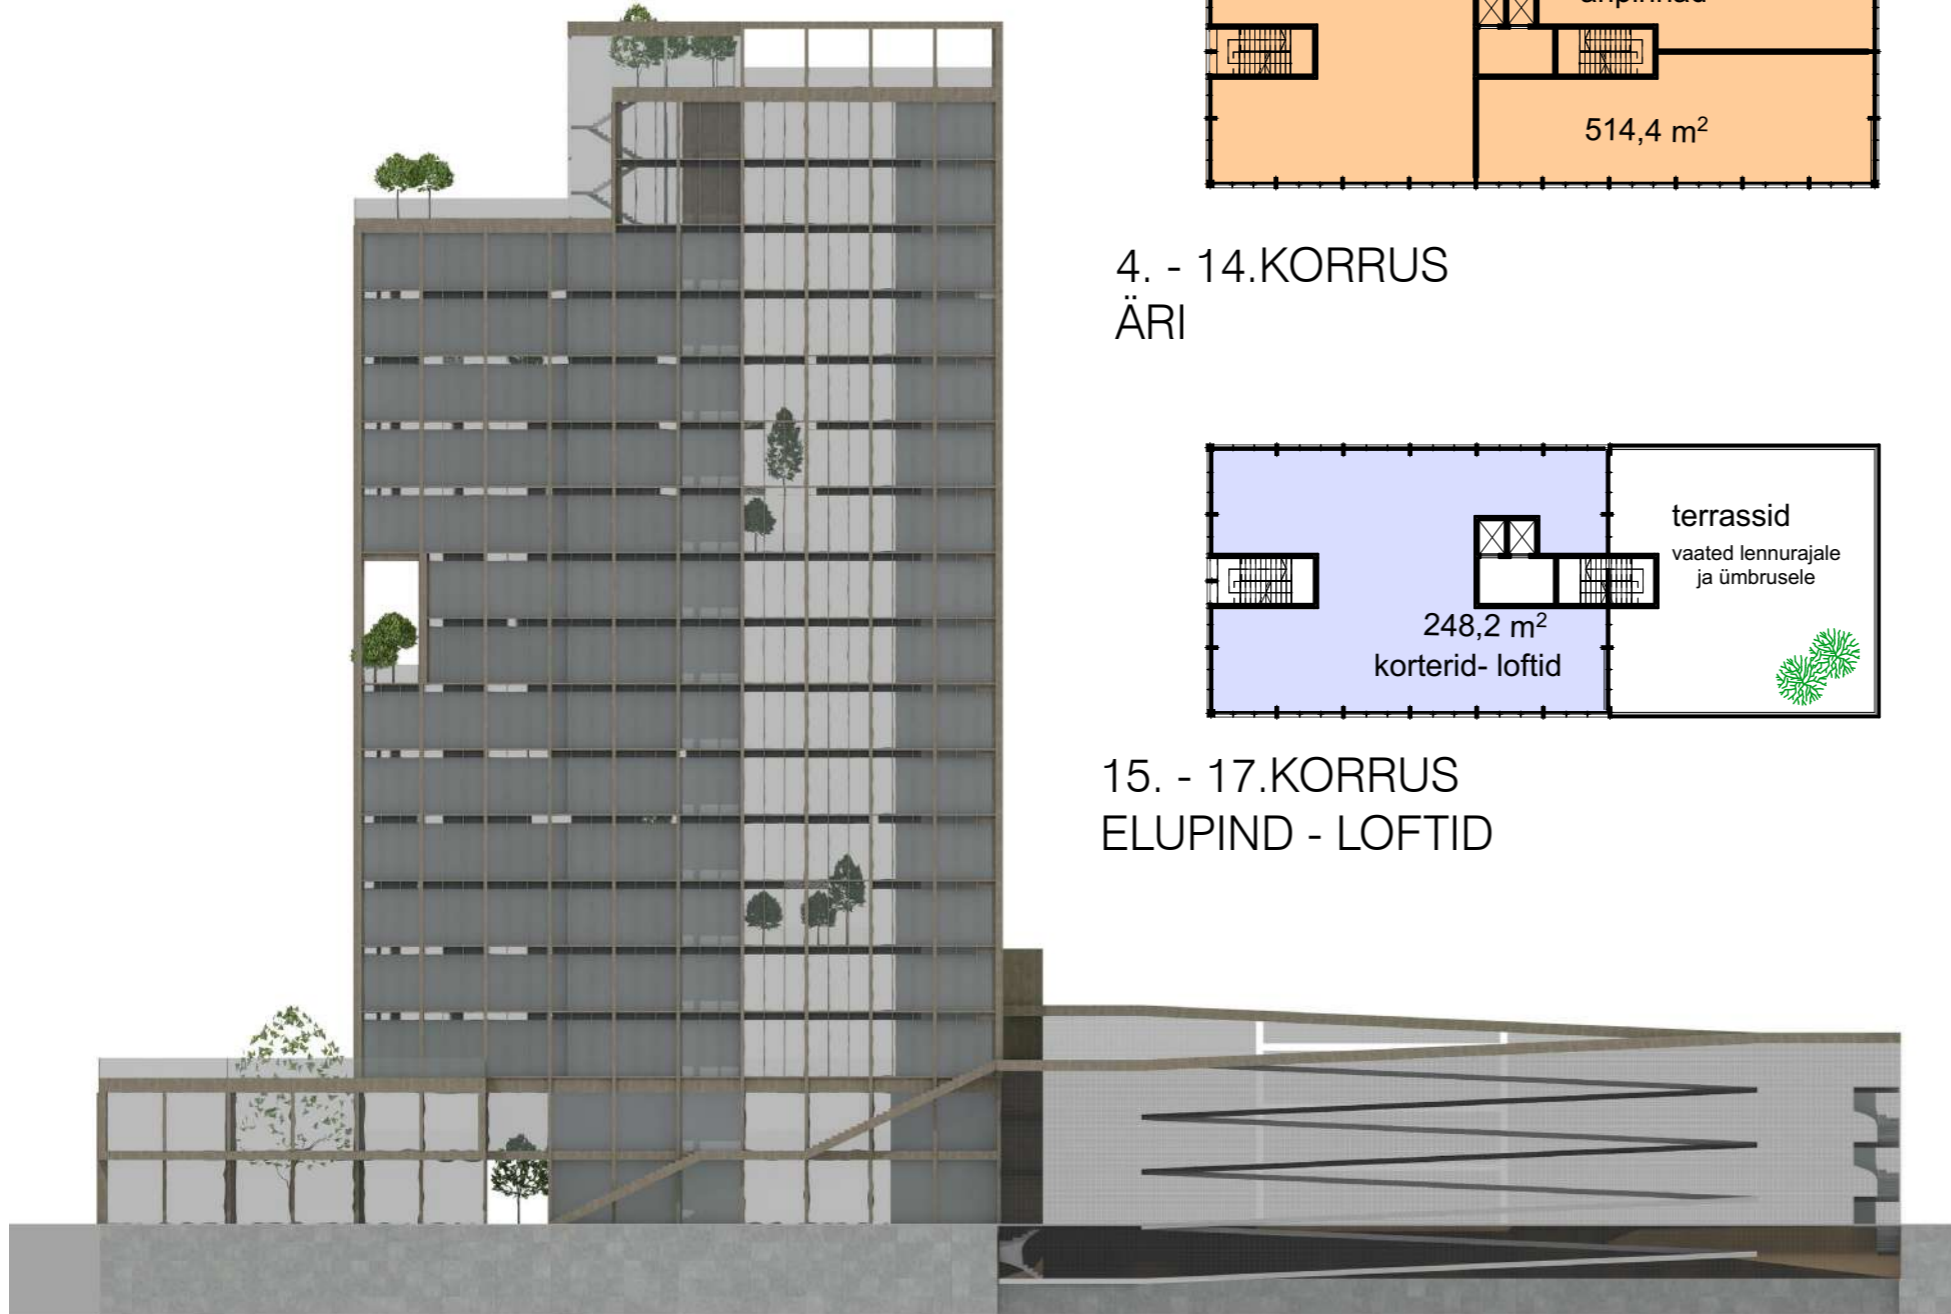 äripinnad
514,4 m²
4. - 14.KORRUS
ÄRI
terrassid
vaated lennurajale
ja ümbrusele
248,2 m²
korterid- loftid
15. - 17.KORRUS
ELUPIND - LOFTID